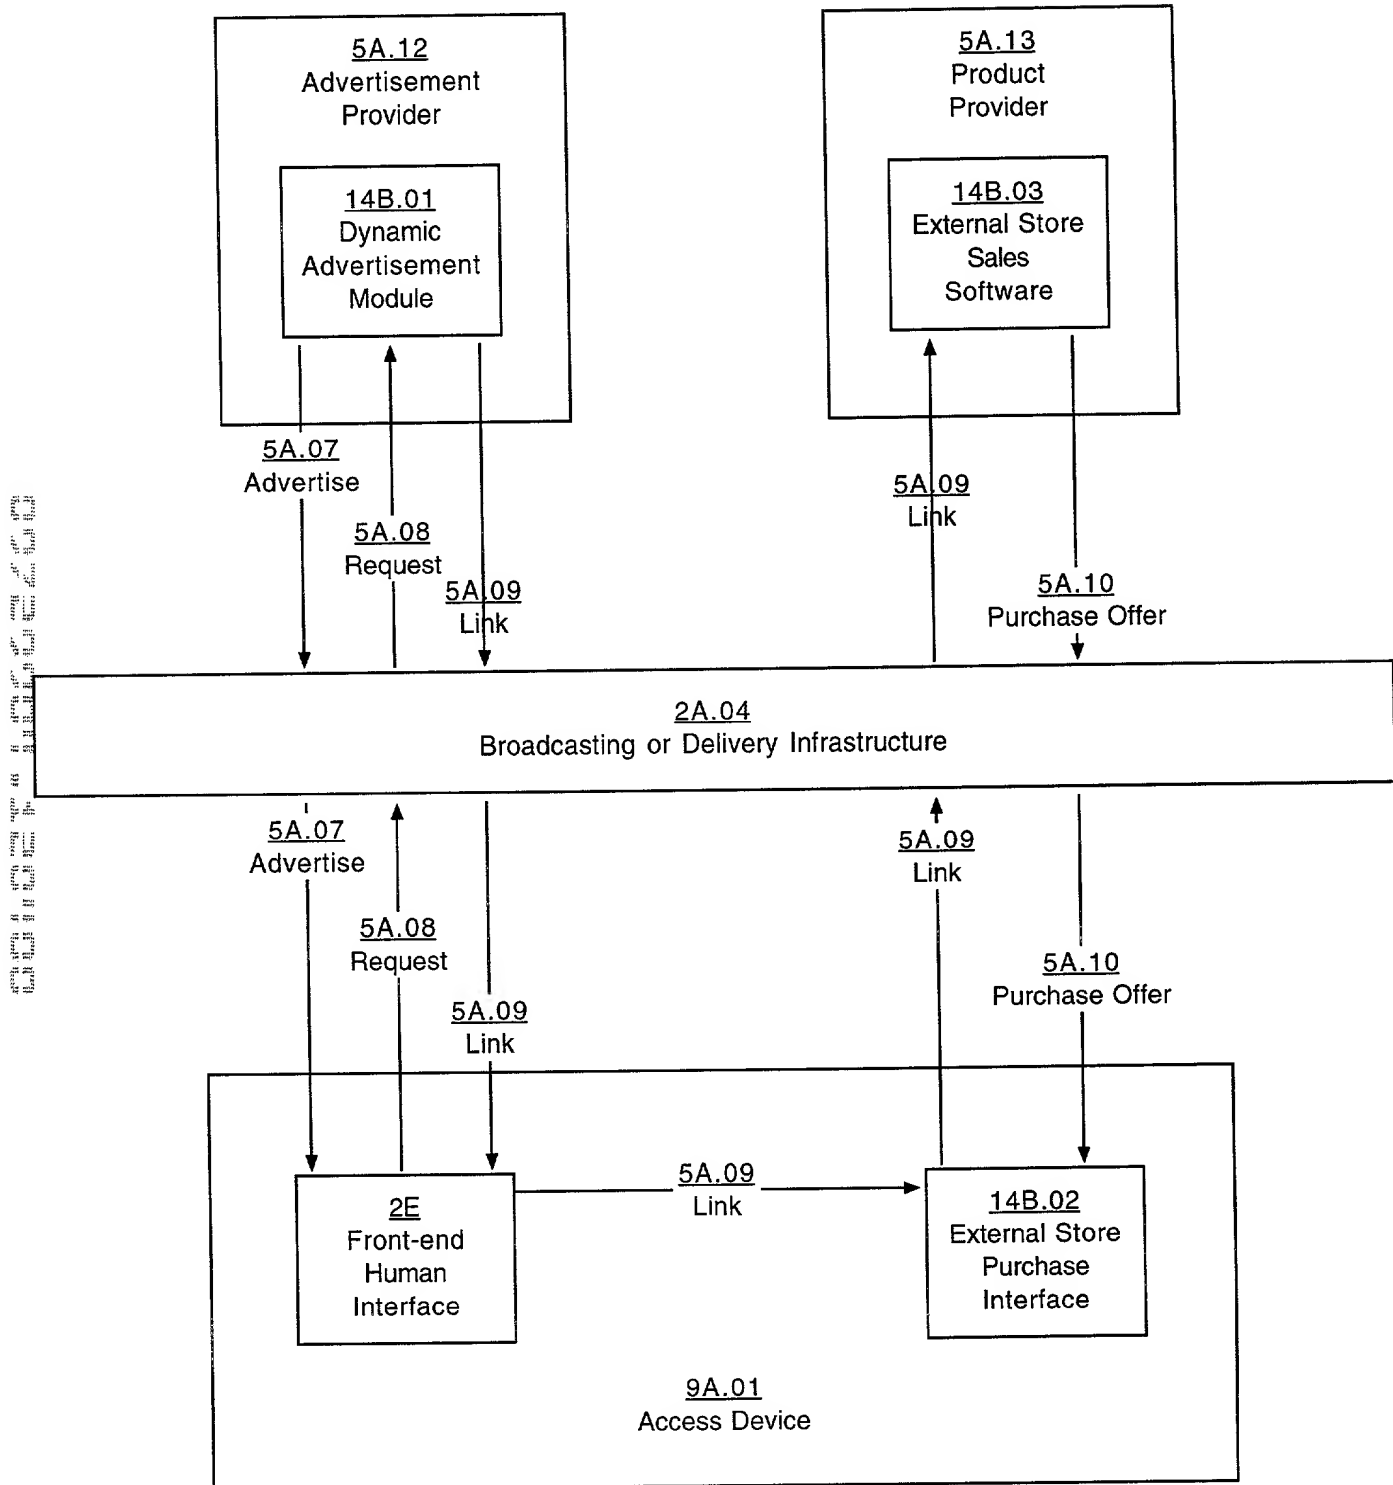 5A.12
Advertisement
Provider
14B.01
Dynamic
Advertisement
Module
5A.13
Product
Provider
14B.03
External Store
Sales
Software
5A.07
Advertise
5A.08
Request
5A.09
Link
5A.09
Link
5A.10
Purchase Offer
2A.04
Broadcasting or Delivery Infrastructure
5A.07
Advertise
5A.08
Request
5A.09
Link
5A.09
Link
5A.10
Purchase Offer
5A.09
Link
2E
Front-end
Human
Interface
14B.02
External Store
Purchase
Interface
9A.01
Access Device